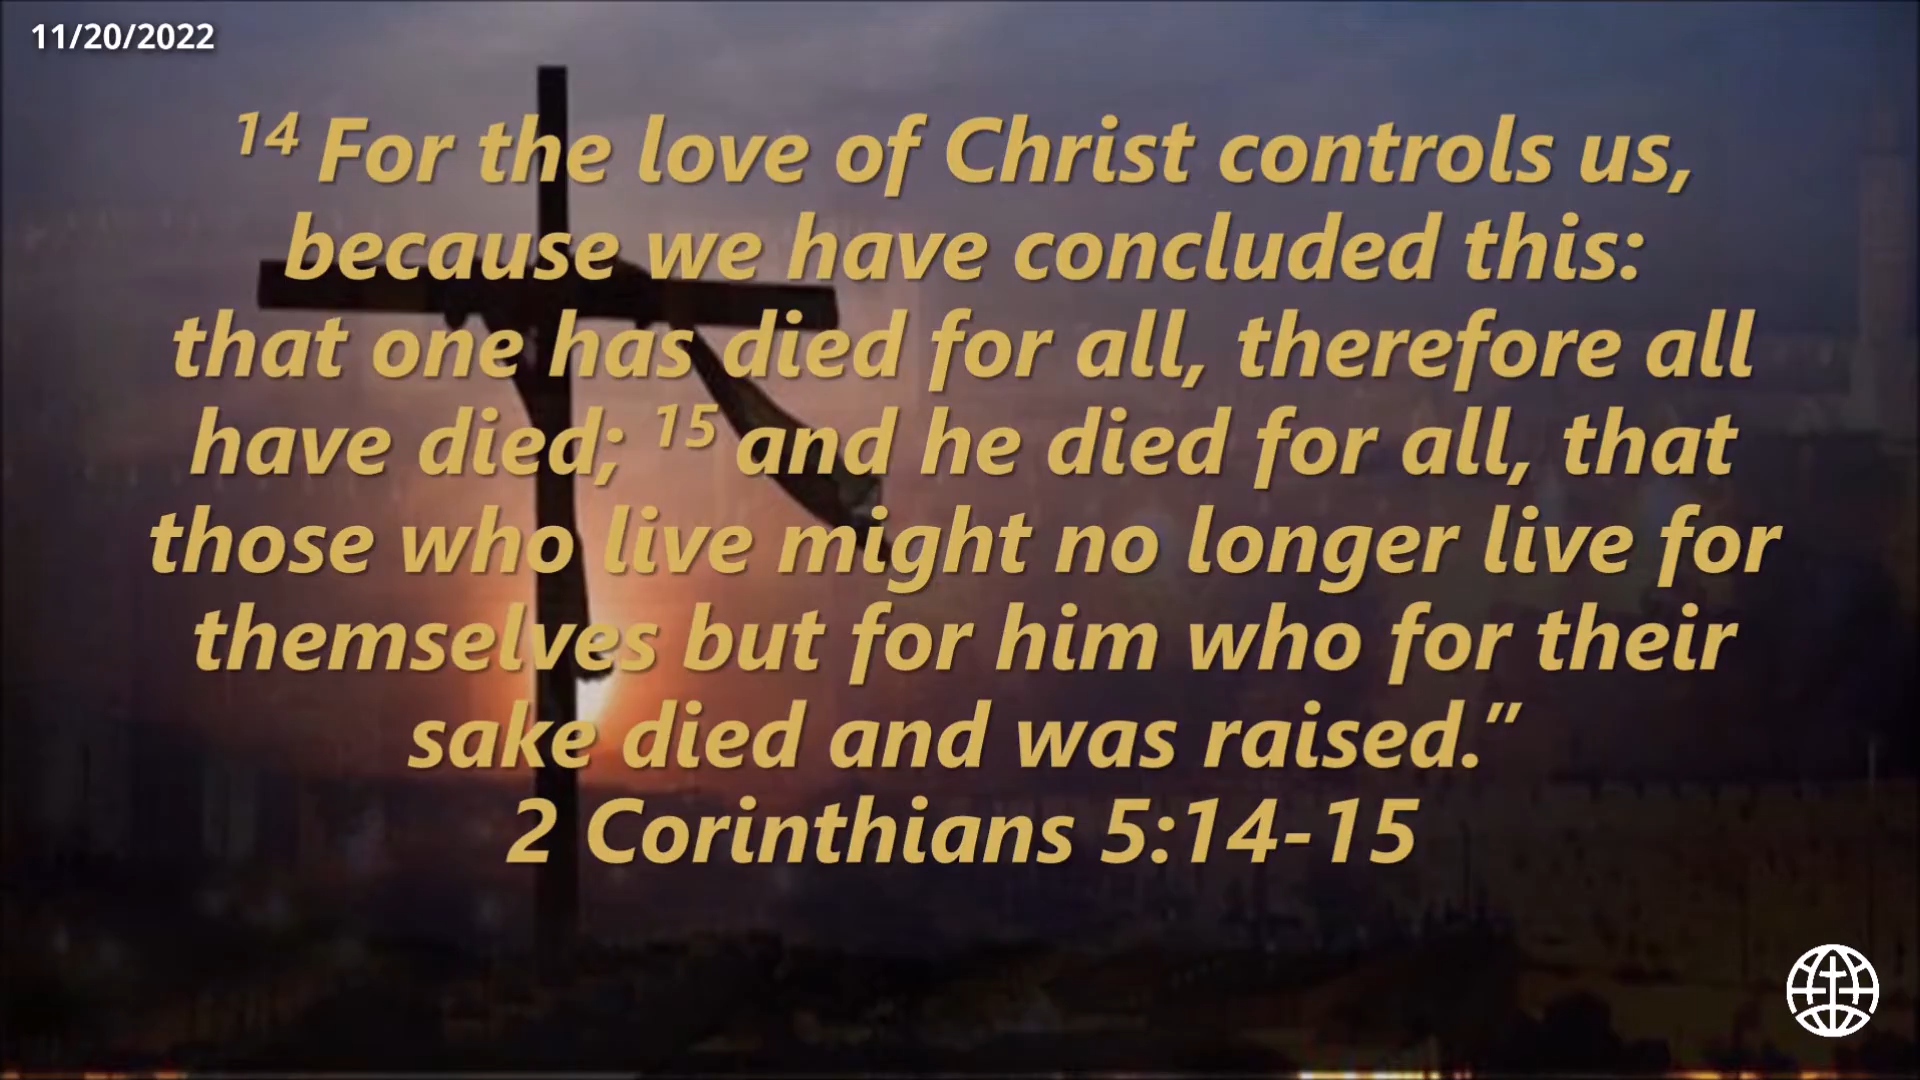 11/20/2022
14 For the love of Christ controls us,
because we have concluded this:
that one has died for all, therefore all
have died; 15 and he died for all, that
those who live might no longer live for
themselves but for him who for their
sake died and was raised.”
2 Corinthians 5:14-15